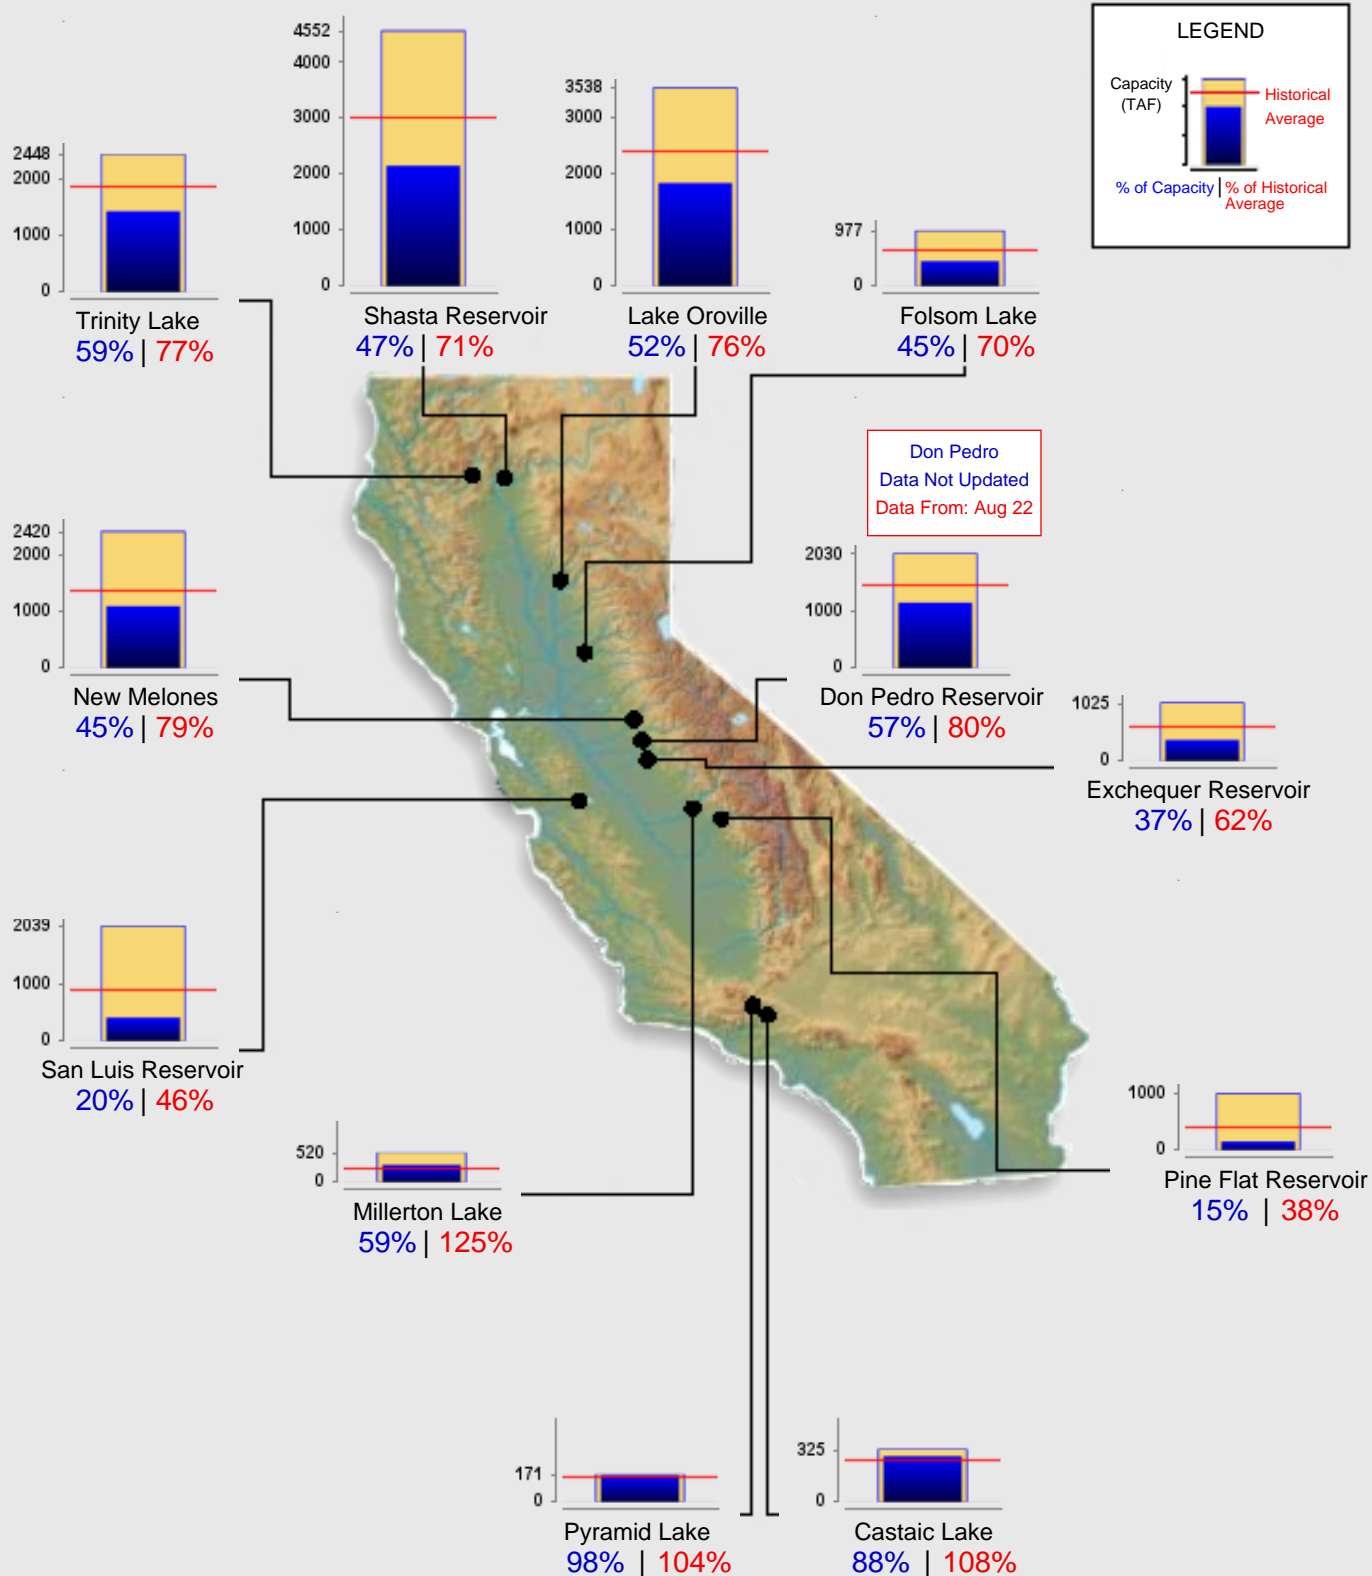 LEGEND
Capacity
(TAF)
Historical
Average
% of Capacity | % of Historical
Average
4552
4000
3000
2000
1000
0
Shasta Reservoir
47% | 71%
3538
3000
2000
1000
0
Lake Oroville
52% | 76%
2448
2000
1000
0
Trinity Lake
59% | 77%
977
0
Folsom Lake
45% | 70%
Don Pedro
Data Not Updated
Data From: Aug 22
2420
2000
1000
0
New Melones
45% | 79%
2030
1000
0
Don Pedro Reservoir
57% | 80%
1025
0
Exchequer Reservoir
37% | 62%
2039
1000
0
San Luis Reservoir
20% | 46%
1000
0
Pine Flat Reservoir
15% | 38%
520
0
Millerton Lake
59% | 125%
171
0
Pyramid Lake
98% | 104%
325
0
Castaic Lake
88% | 108%